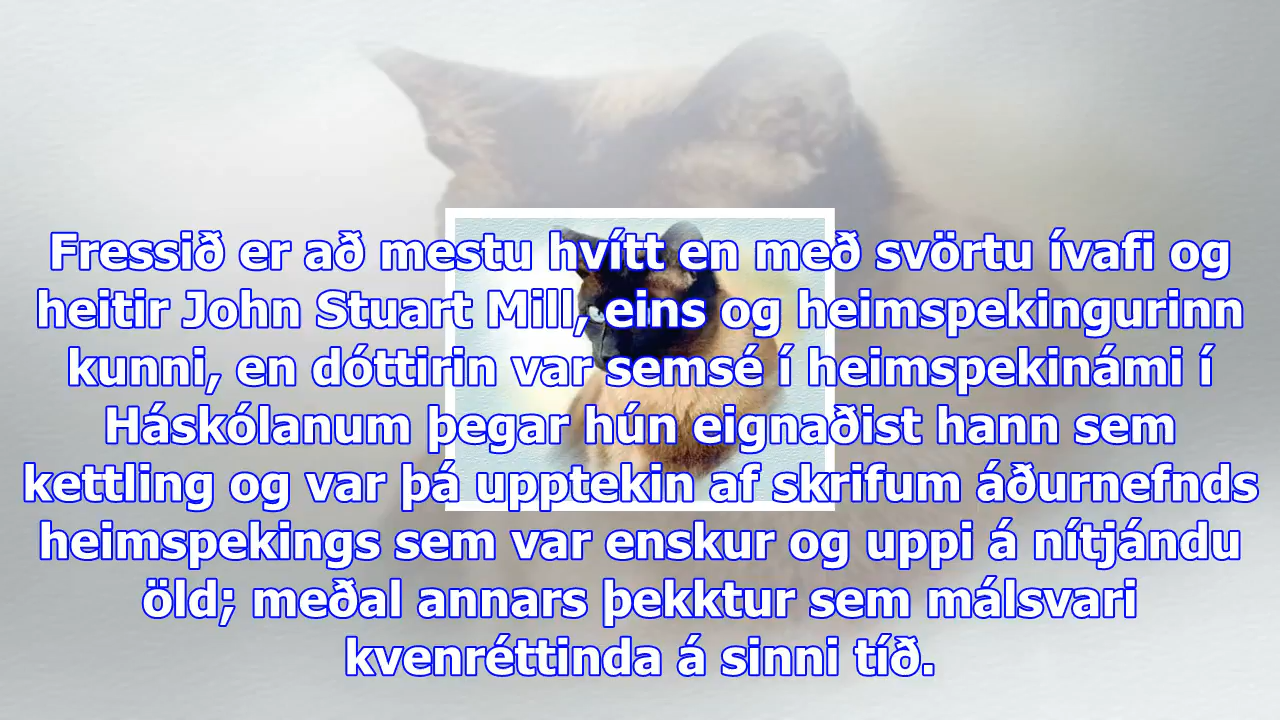 Fressið er að mestu hvítt en með svörtu ívafi og
heitir John Stuart Mill, eins og heimspekingurinn
kunni, en dóttirin var semsé í heimspekinámi í
Háskólanum þegar hún eignaðist hann sem
kettling og var þá upptekin af skrifum áðurnefnds
heimspekings sem var enskur og uppi á nítjándu
öld; meðal annars þekktur sem málsvari
kvenréttinda á sinni tíð.